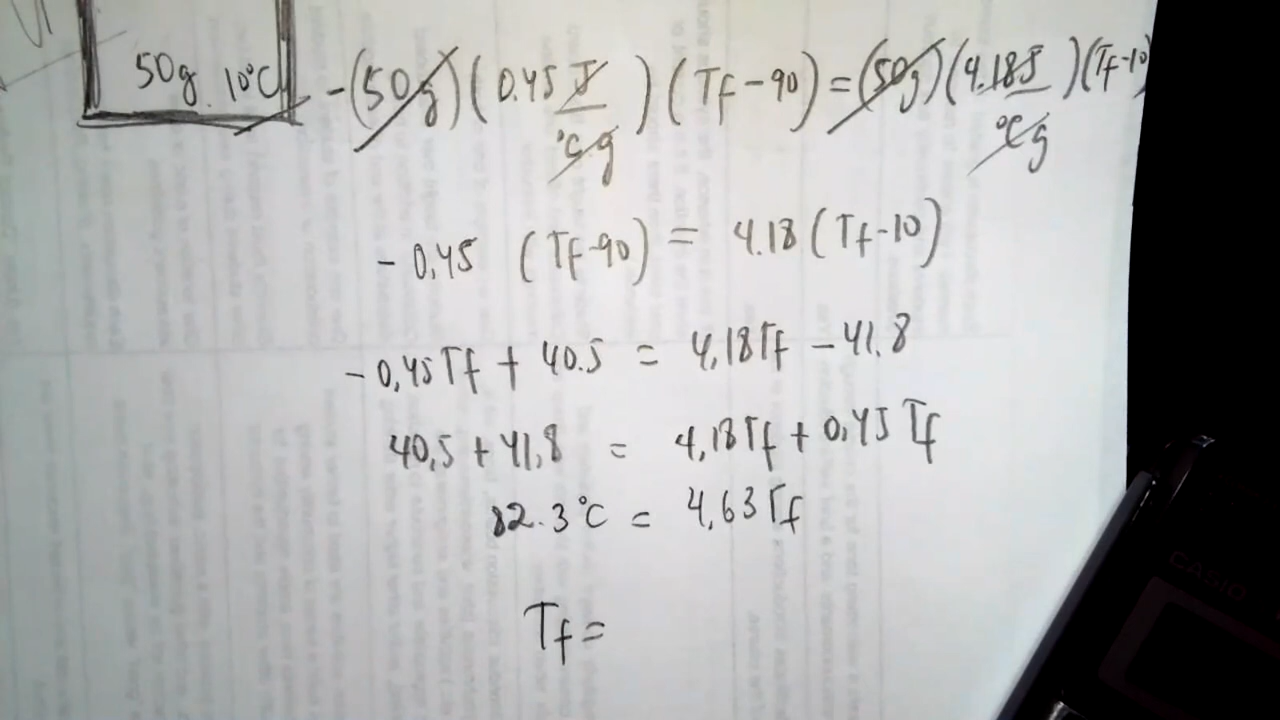 50g 10°C
-(50g)(0.45 J/°C g)(Tf-90)=(50g)(4.18J/°C g)(Tf-10)
-0,45 (Tf-90) = 4.18(Tf-10)
-0,45Tf + 40.5 = 4,18Tf -41.8
40,5+41,8 = 4,18Tf + 0,45 Tf
82.3°C = 4,63Tf
Tf=
CASIO